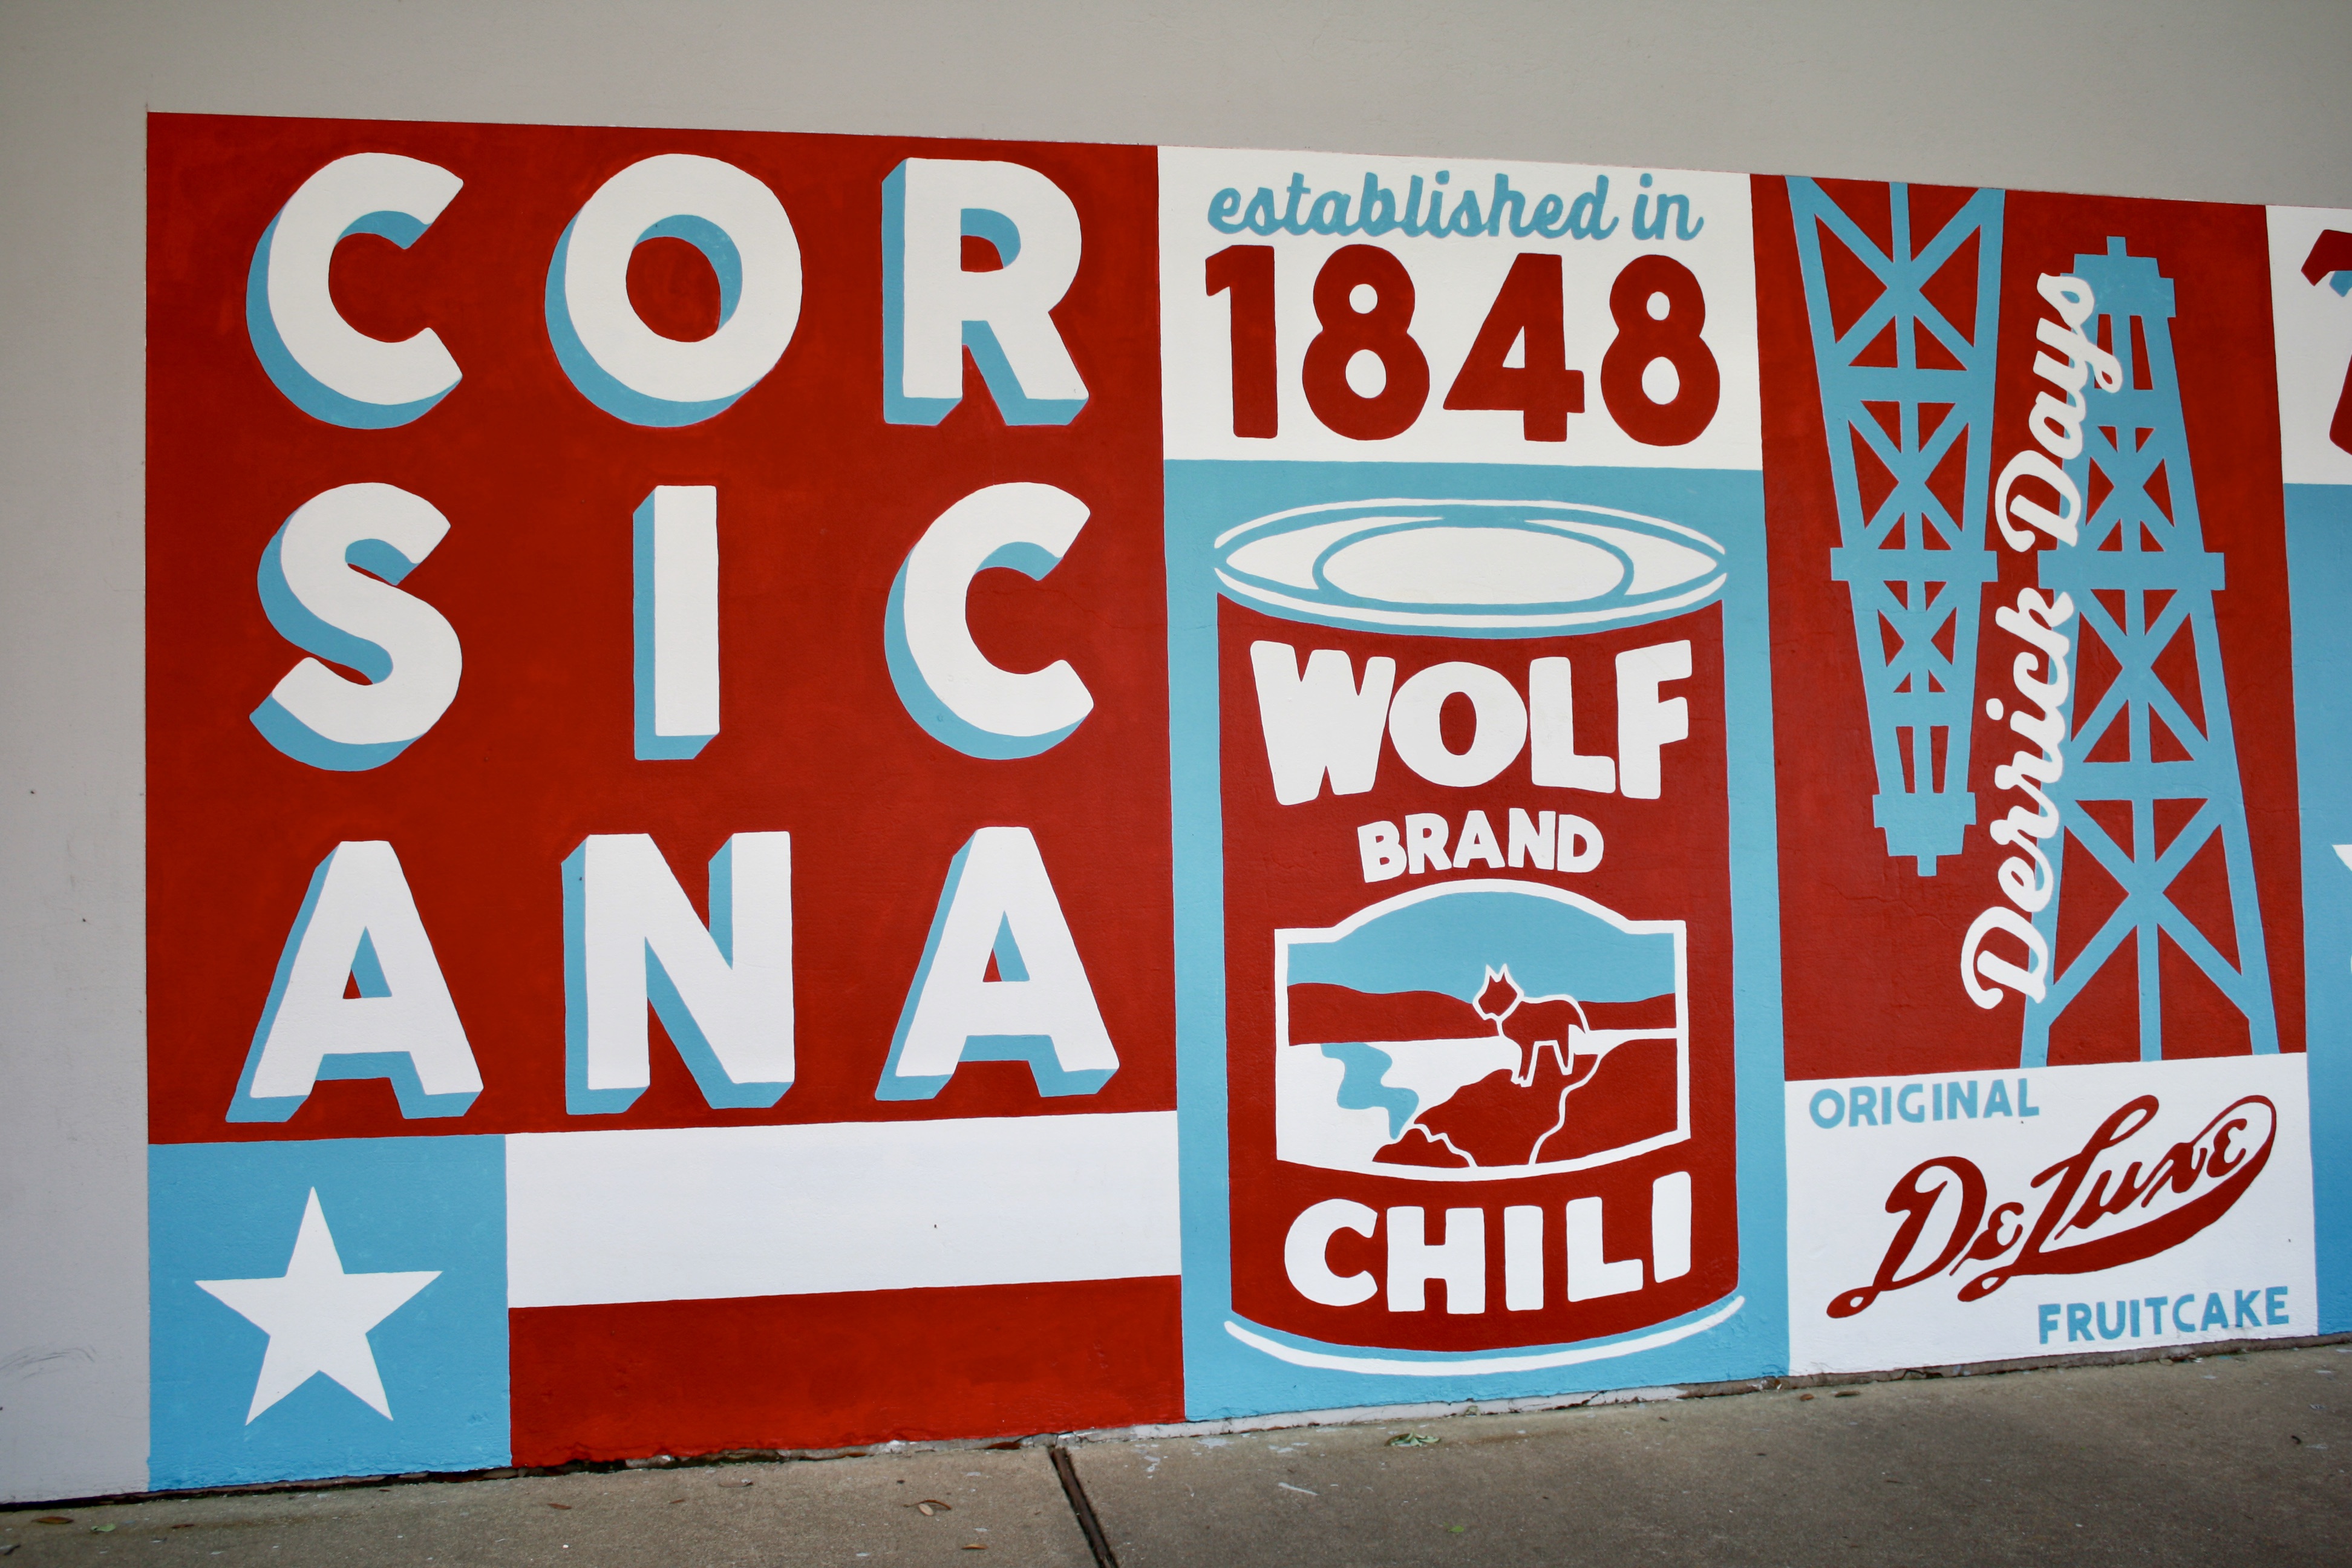 COR
SIC
ANA
established in
1848
WOLF
BRAND
CHILI
Derrick Days
ORIGINAL
DeLuxe
FRUITCAKE